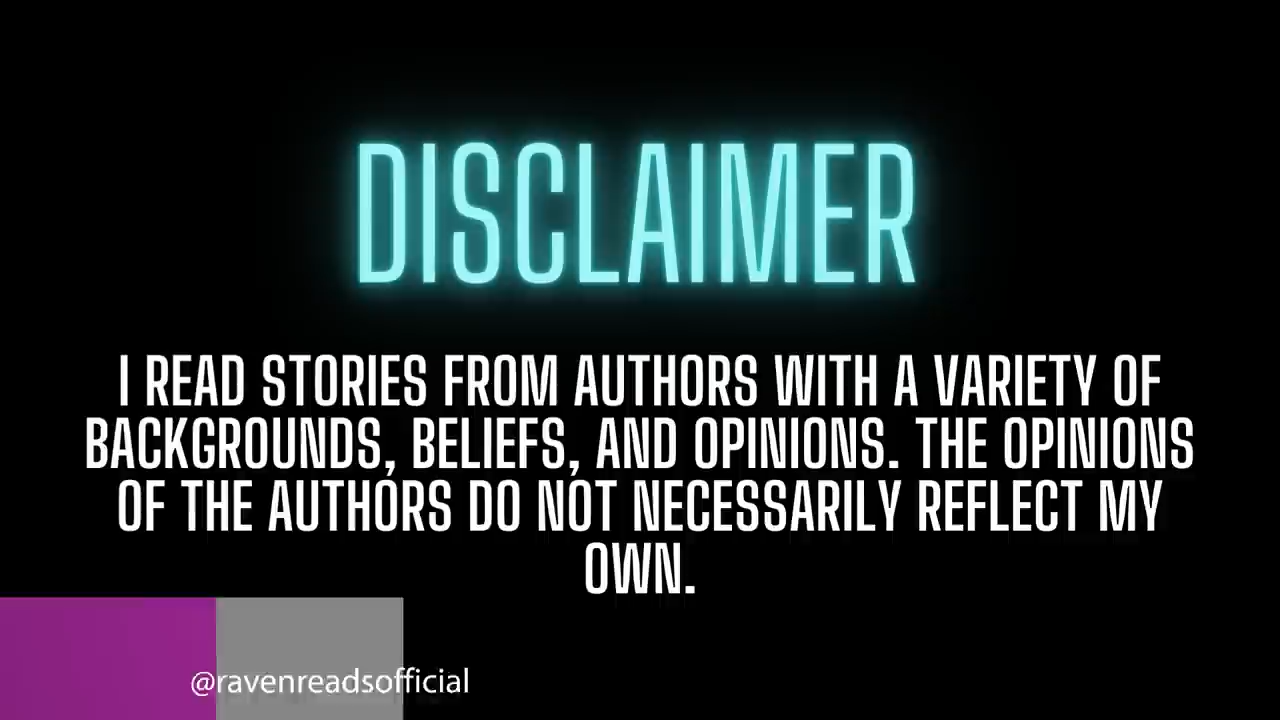 DISCLAIMER
I READ STORIES FROM AUTHORS WITH A VARIETY OF
BACKGROUNDS, BELIEFS, AND OPINIONS. THE OPINIONS
OF THE AUTHORS DO NOT NECESSARILY REFLECT MY
OWN.
@ravenreadsofficial